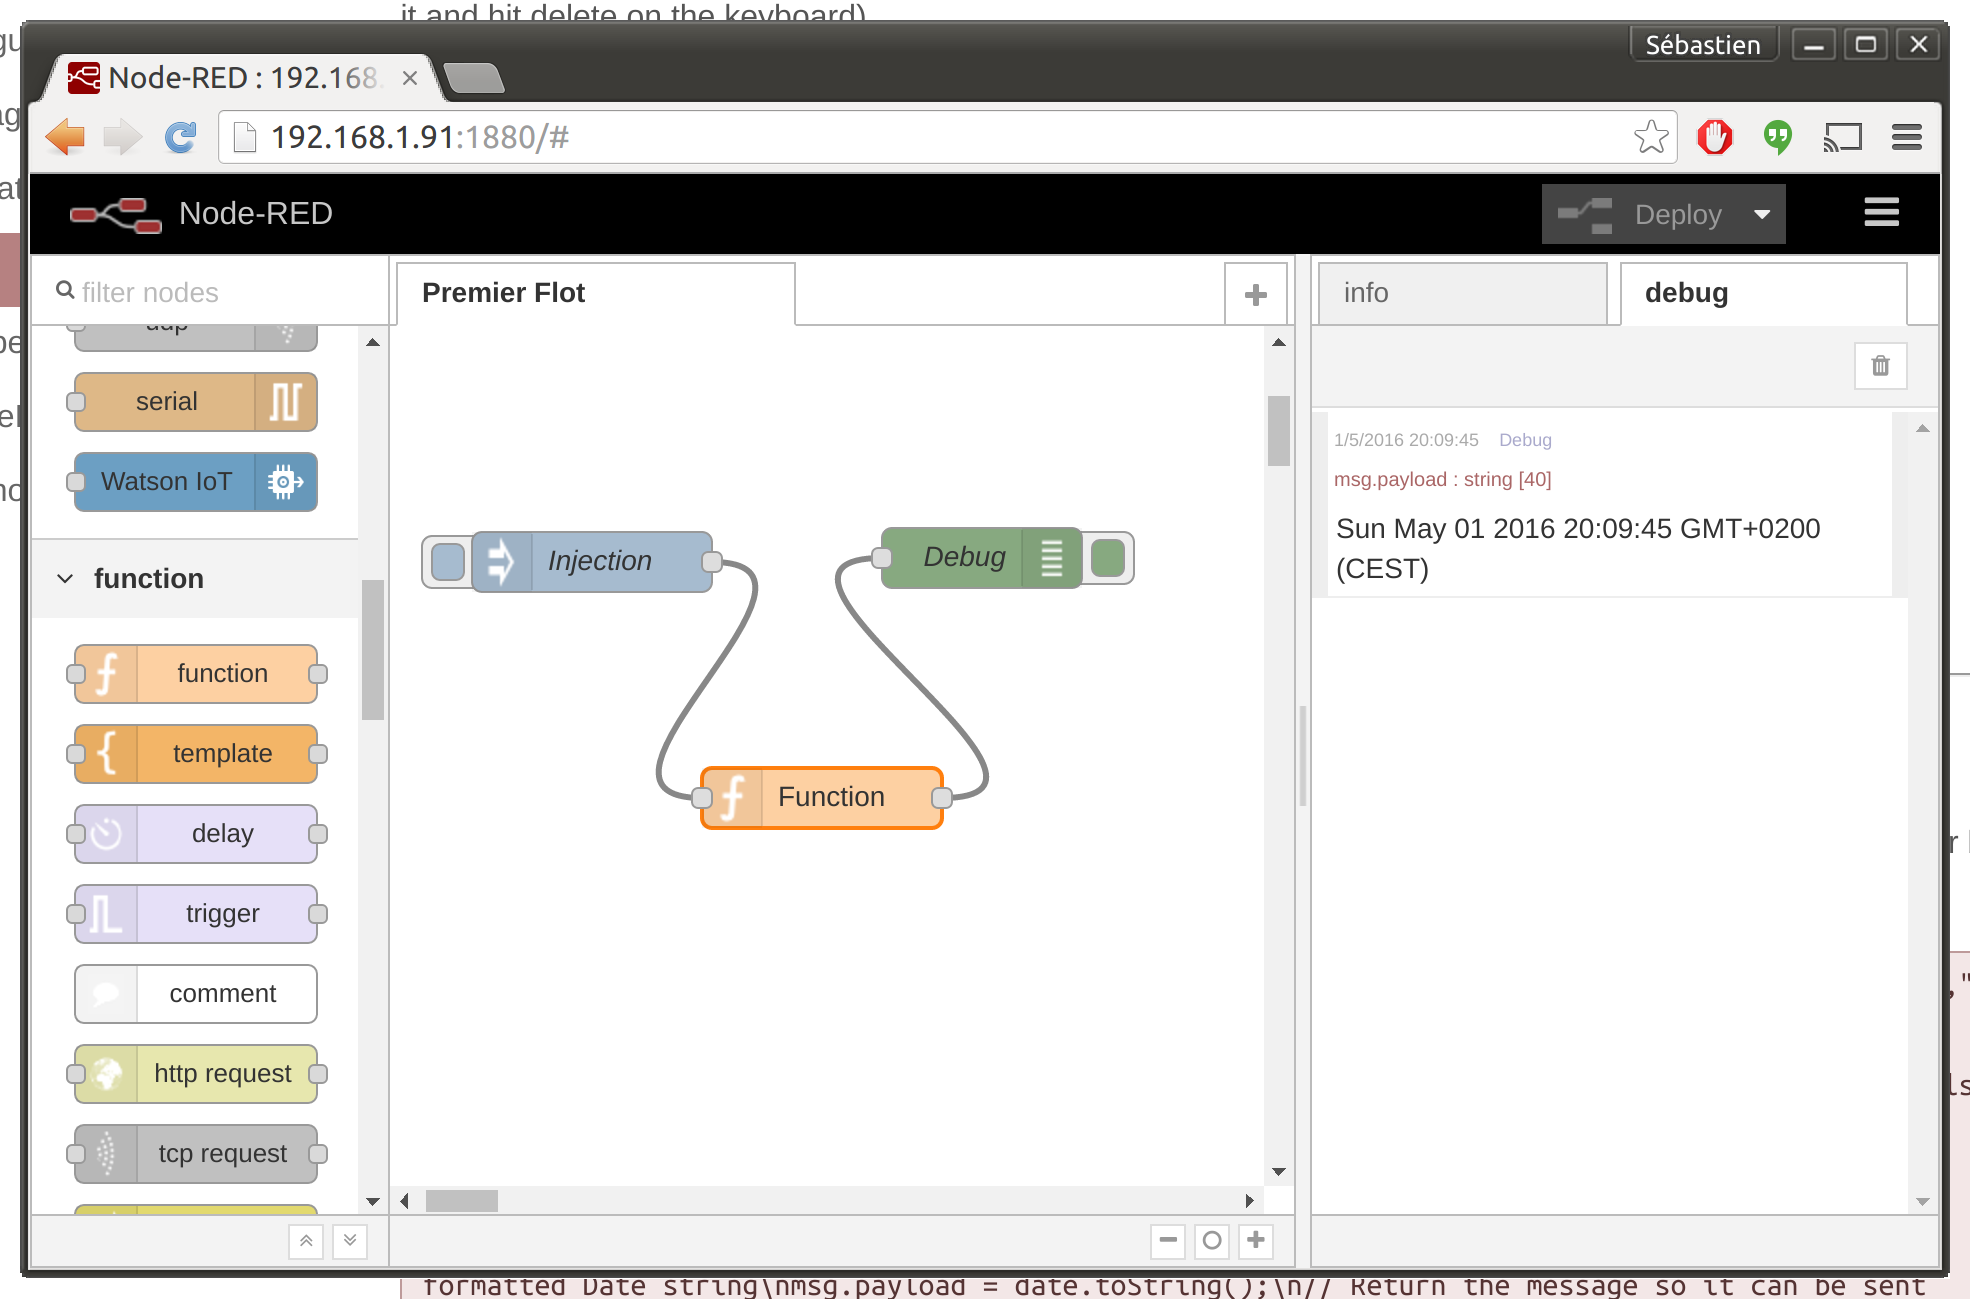 it and hit delete on the keyboard)
Sébastien
Node-RED : 192.168.
192.168.1.91:1880/#
Node-RED
Deploy
filter nodes
Premier Flot
info
debug
udp
serial
Watson IoT
function
function
template
delay
trigger
comment
http request
tcp request
Injection
Debug
Function
1/5/2016 20:09:45 Debug
msg.payload : string [40]
Sun May 01 2016 20:09:45 GMT+0200
(CEST)
formatted Date string\nmsg.payload = date.toString();\n// Return the message so it can be sent